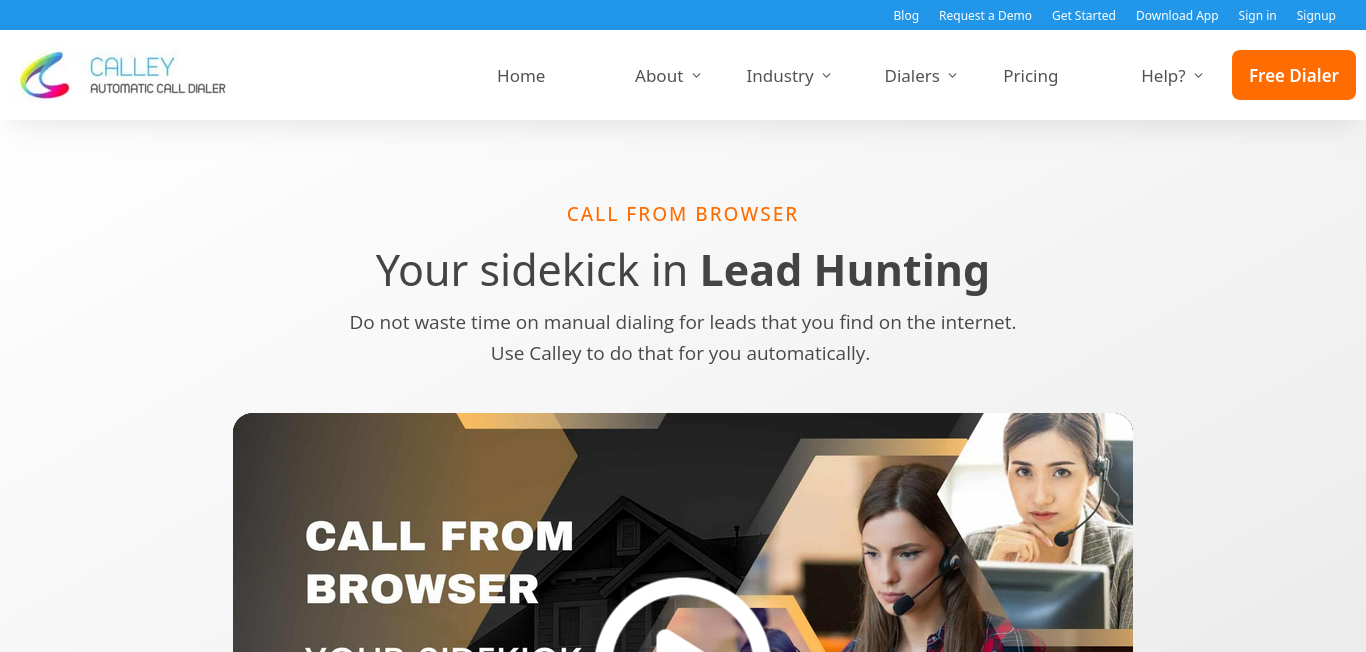 Blog Request a Demo Get Started Download App Sign in Signup
CALLEY
AUTOMATIC CALL DIALER
Home About Industry Dialers Pricing Help? Free Dialer
CALL FROM BROWSER
Your sidekick in Lead Hunting
Do not waste time on manual dialing for leads that you find on the internet.
Use Calley to do that for you automatically.
CALL FROM
BROWSER
YOUR SIDEKICK